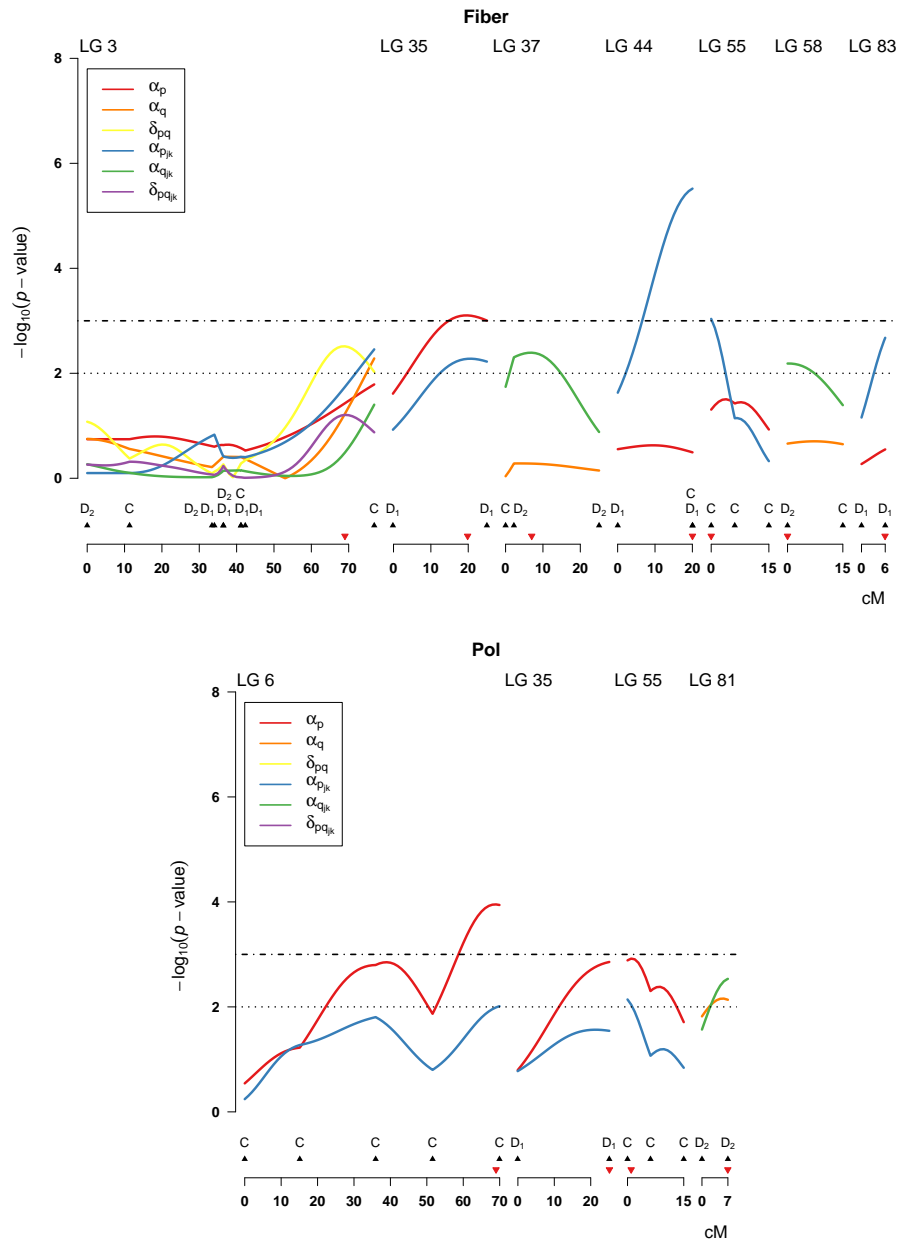 Fiber
LG 3 LG 35 LG 37 LG 44 LG 55 LG 58 LG 83
8
6
4
2
0
−log10(p − value)
αp
αq
δpq
αpjk
αqjk
δpqjk
D2 C C
D2 C D2 D1 D1 D1 D1 C D1 D1 C D2 D2 D1 D1 C C C D2 C D1 D1
0 10 20 30 40 50 60 70 0 10 20 0 10 20 0 10 20 0 15 0 15 0 6
cM
Pol
LG 6 LG 35 LG 55 LG 81
8
6
4
2
0
−log10(p − value)
αp
αq
δpq
αpjk
αqjk
δpqjk
C C C C C D1 D1 C C C D2 D2
0 10 20 30 40 50 60 70 0 10 20 0 15 0 7
cM